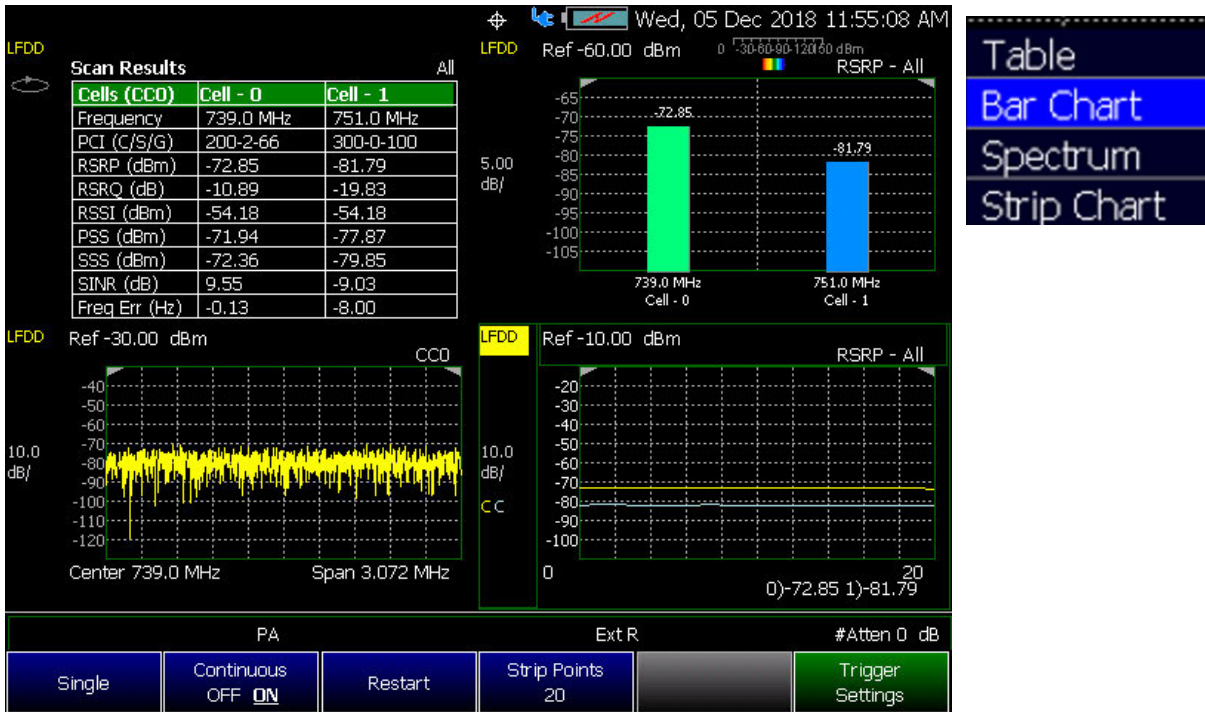 Wed, 05 Dec 2018 11:55:08 AM
LFDD
Scan Results All
Cells (CC0) Cell - 0 Cell - 1
Frequency 739.0 MHz 751.0 MHz
PCI (C/S/G) 200-2-66 300-0-100
RSRP (dBm) -72.85 -81.79
RSRQ (dB) -10.89 -19.83
RSSI (dBm) -54.18 -54.18
PSS (dBm) -71.94 -77.87
SSS (dBm) -72.36 -79.85
SINR (dB) 9.55 -9.03
Freq Err (Hz) -0.13 -8.00
LFDD Ref -60.00 dBm 0 -30-60-90-120150 dBm
RSRP - All
-65
-70
-75
-80
-85
-90
-95
-100
-105
5.00
dB/
-72.85
-81.79
739.0 MHz 751.0 MHz
Cell - 0 Cell - 1
LFDD Ref -30.00 dBm
CC0
-40
-50
-60
-70
-80
-90
-100
-110
-120
10.0
dB/
Center 739.0 MHz Span 3.072 MHz
LFDD Ref -10.00 dBm
RSRP - All
-20
-30
-40
-50
-60
-70
-80
-90
-100
10.0
dB/
C C
0 20
0)-72.85 1)-81.79
PA Ext R #Atten 0 dB
Single
Continuous
OFF ON
Restart
Strip Points
20
Trigger
Settings
Table
Bar Chart
Spectrum
Strip Chart